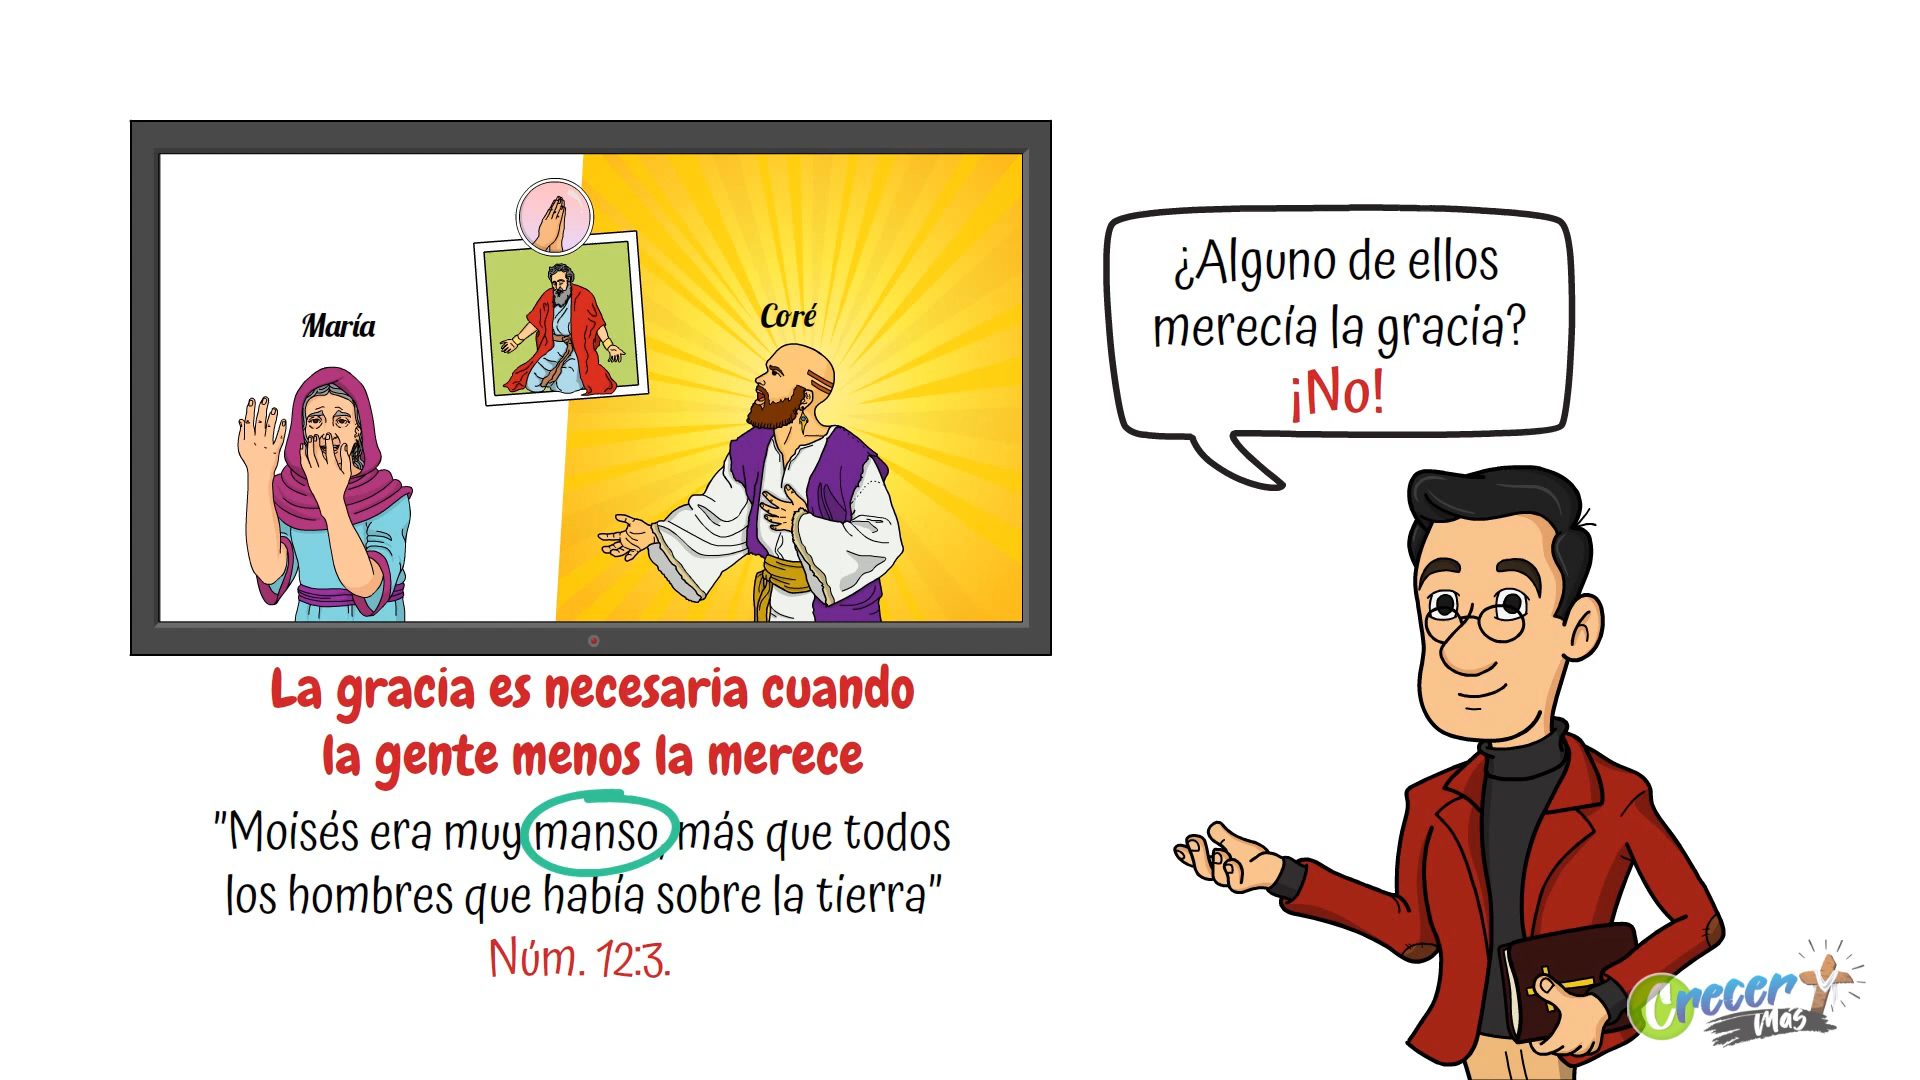 María
Coré
¿Alguno de ellos
merecía la gracia?
¡No!
La gracia es necesaria cuando
la gente menos la merece
"Moisés era muy manso, más que todos
los hombres que había sobre la tierra"
Núm. 12:3.
Crecer
Más